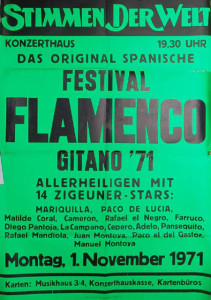 STIMMEN DER WELT
KONZERTHAUS 19,30 UHR
DAS ORIGINAL SPANISCHE
FESTIVAL
FLAMENCO
GITANO '71
ALLERHEILIGEN MIT
14 ZIGEUNER-STARS:
MARIQUILLA, PACO DE LUCIA,
Matilde Coral, Cameron, Rafael el Negro, Farruco,
Diego Pantoja, La Campano, Cepero, Adelo, Pansequito,
Rafael Mandiola, Juan Montoya, Paco el del Gastor,
Manuel Montoya
Montag, 1. November 1971
Karten: Musikhaus 3/4, Konzerthauskasse, Kartenbüros